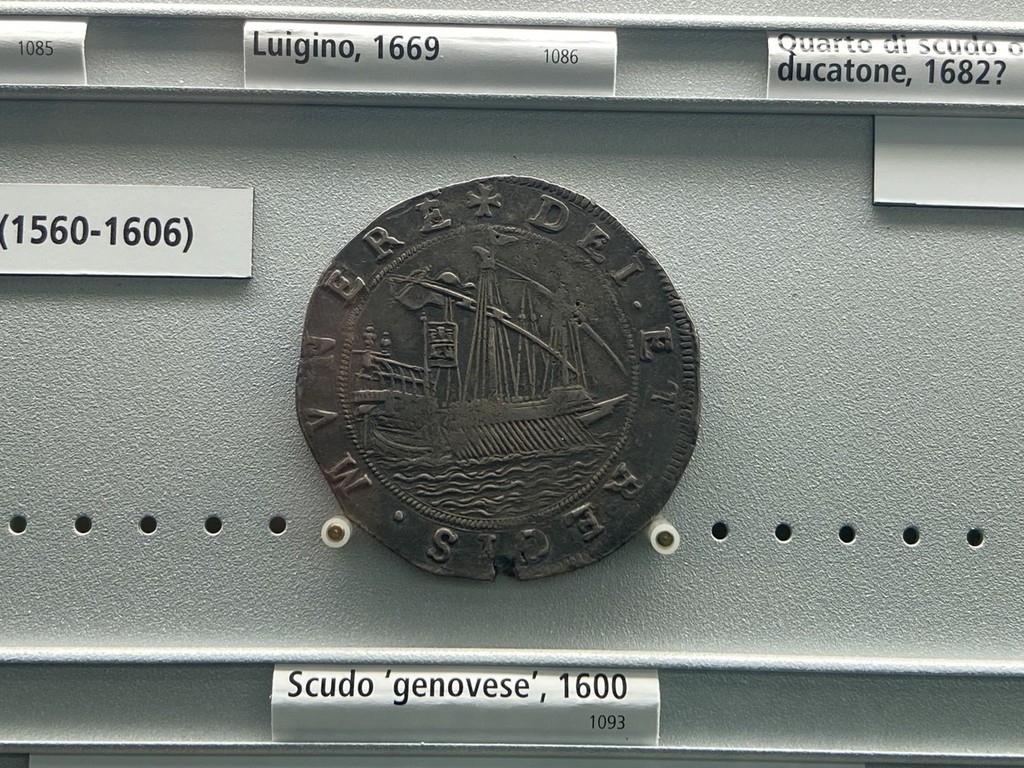 1085
Luigino, 1669
1086
Quarto di scudo o
ducatone, 1682?
(1560-1606)
DEI · ET REGIS · MVNERE
Scudo 'genovese', 1600
1093